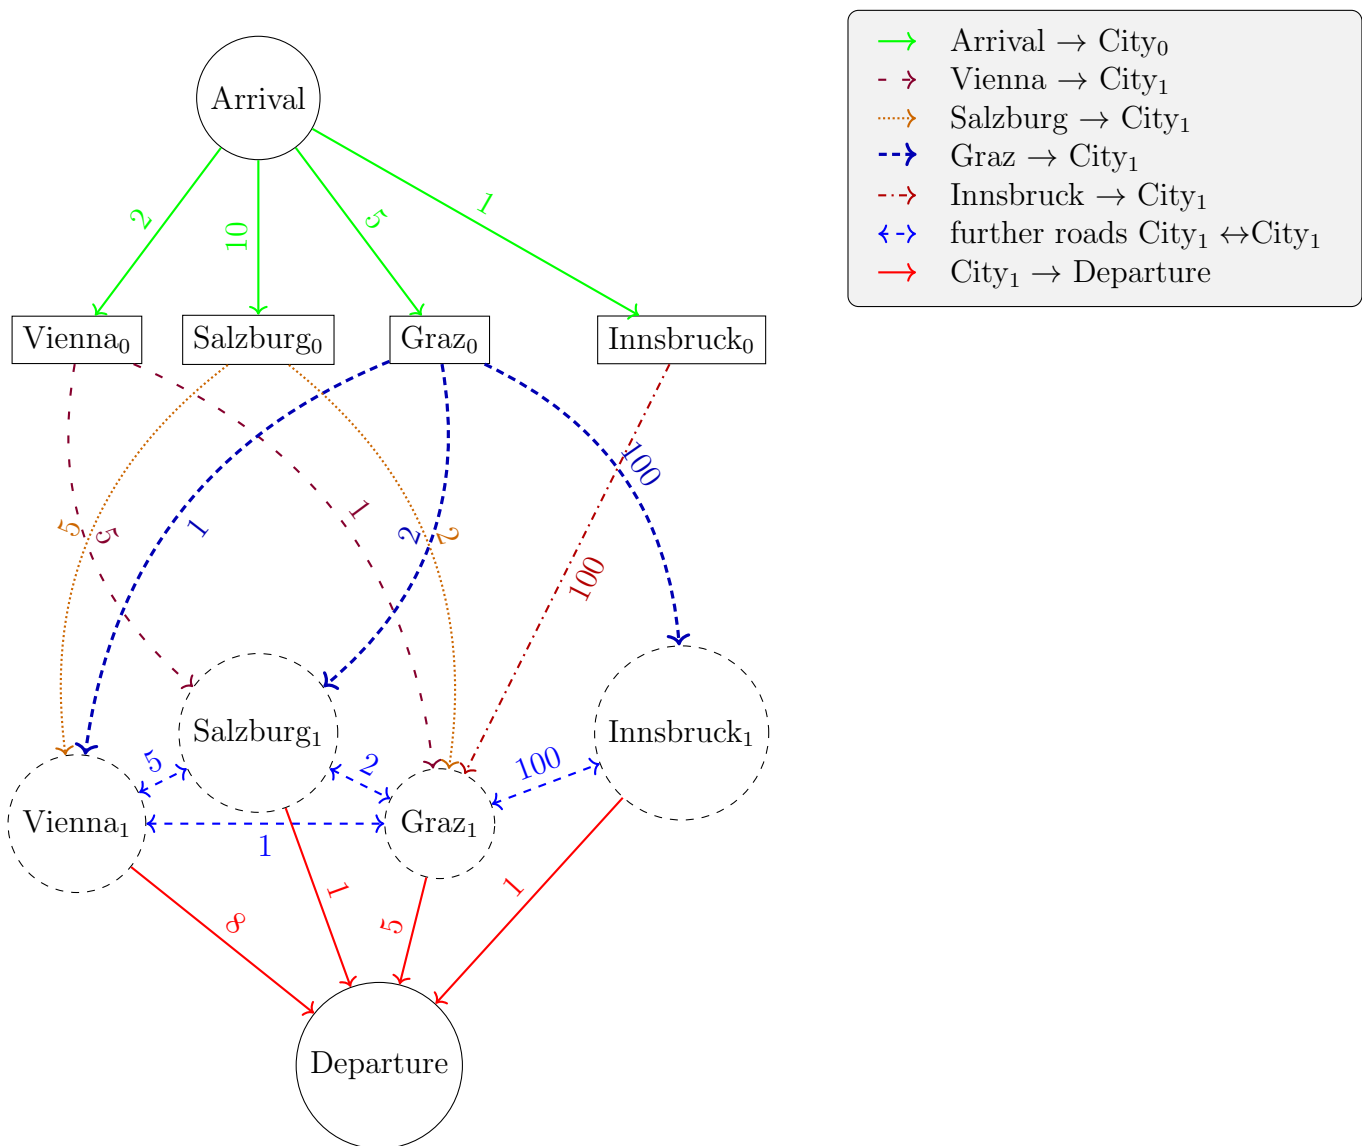 Arrival
Arrival → City₀
Vienna → City₁
Salzburg → City₁
Graz → City₁
Innsbruck → City₁
further roads City₁ ↔City₁
City₁ → Departure
2
10
5
1
Vienna₀
Salzburg₀
Graz₀
Innsbruck₀
100
5
5
1
1
2
2
100
Salzburg₁
Innsbruck₁
5
2
100
Vienna₁
Graz₁
1
8
1
5
1
Departure